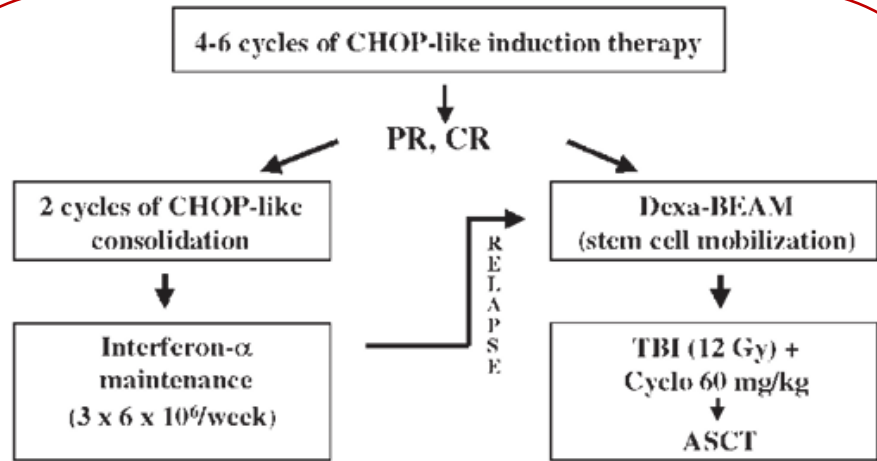 4-6 cycles of CHOP-like induction therapy
PR, CR
2 cycles of CHOP-like
consolidation
Dexa-BEAM
(stem cell mobilization)
RELAPSE
Interferon-α
maintenance
(3 x 6 x 10⁶/week)
TBI (12 Gy) +
Cyclo 60 mg/kg
ASCT